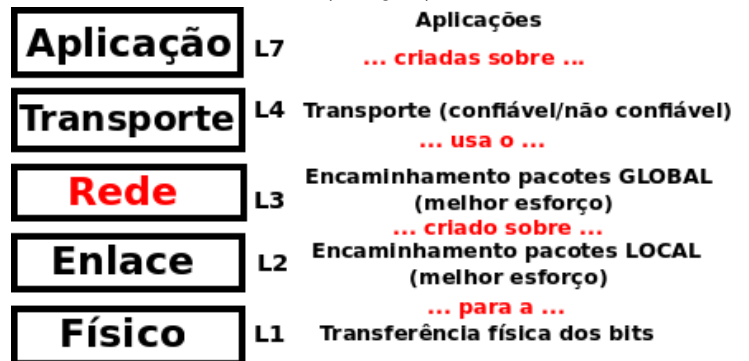 Aplicação L7 Aplicações
... criadas sobre ...
Transporte L4 Transporte (confiável/não confiável)
... usa o ...
Rede L3 Encaminhamento pacotes GLOBAL
(melhor esforço)
... criado sobre ...
Enlace L2 Encaminhamento pacotes LOCAL
(melhor esforço)
... para a ...
Físico L1 Transferência física dos bits